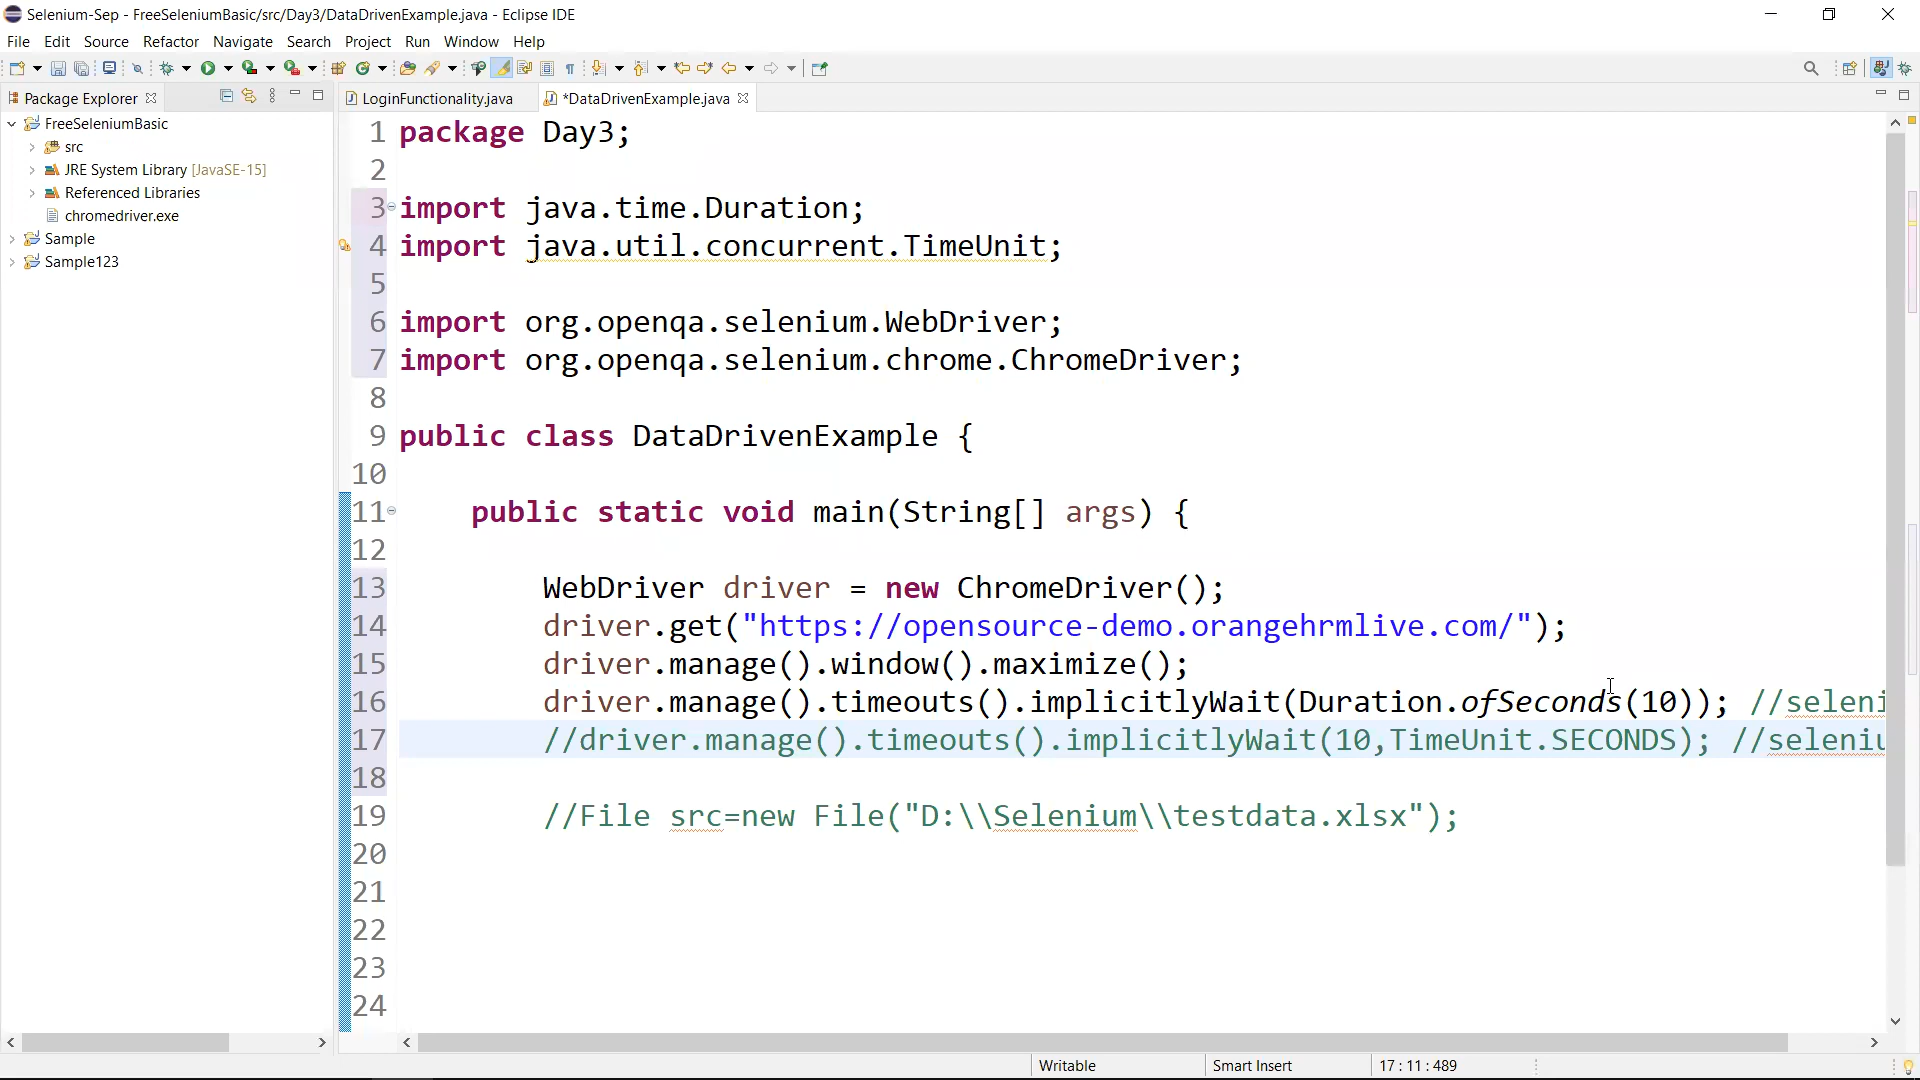 Selenium-Sep - FreeSeleniumBasic/src/Day3/DataDrivenExample.java - Eclipse IDE
File Edit Source Refactor Navigate Search Project Run Window Help
Package Explorer
LoginFunctionality.java
*DataDrivenExample.java
FreeSeleniumBasic
src
JRE System Library [JavaSE-15]
Referenced Libraries
chromedriver.exe
Sample
Sample123
1 package Day3;
2
3 import java.time.Duration;
4 import java.util.concurrent.TimeUnit;
5
6 import org.openqa.selenium.WebDriver;
7 import org.openqa.selenium.chrome.ChromeDriver;
8
9 public class DataDrivenExample {
10
11 public static void main(String[] args) {
12
13 WebDriver driver = new ChromeDriver();
14 driver.get("https://opensource-demo.orangehrmlive.com/");
15 driver.manage().window().maximize();
16 driver.manage().timeouts().implicitlyWait(Duration.ofSeconds(10)); //seleni
17 //driver.manage().timeouts().implicitlyWait(10,TimeUnit.SECONDS); //seleniu
18
19 //File src=new File("D:\\Selenium\\testdata.xlsx");
20
21
22
23
24
Writable
Smart Insert
17 : 11 : 489